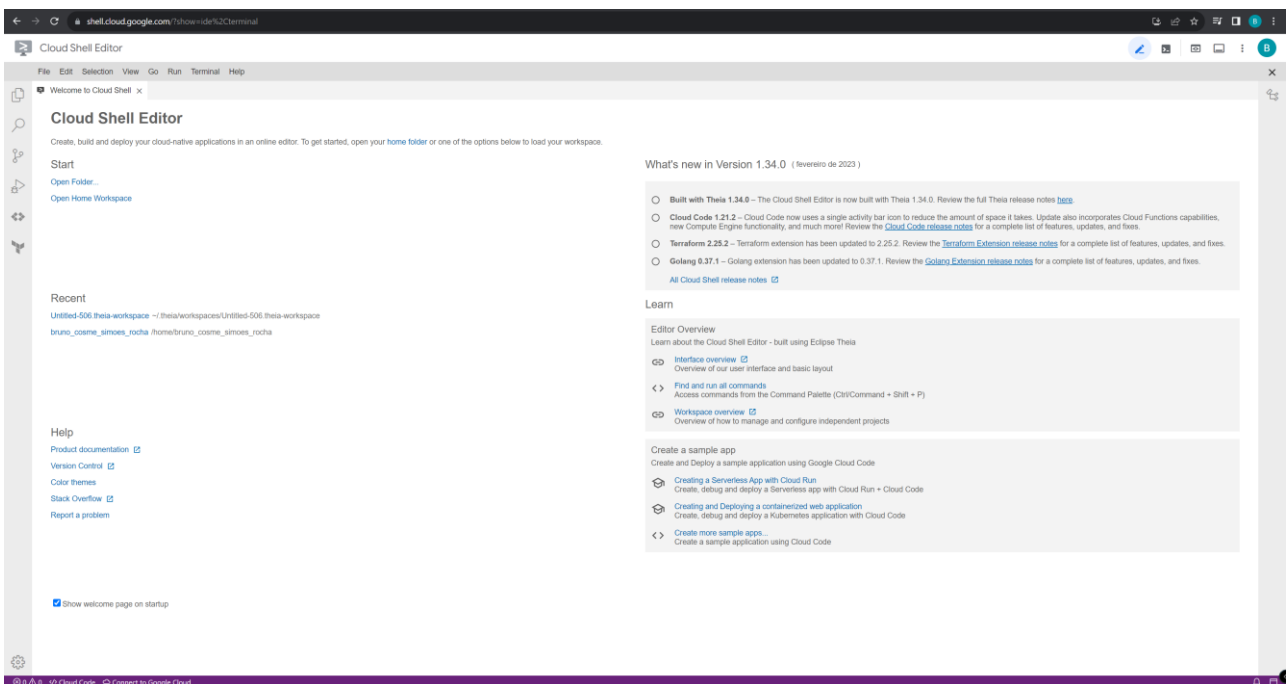 shell.cloud.google.com/?show=ide%2Cterminal
Cloud Shell Editor
B
File Edit Selection View Go Run Terminal Help
Welcome to Cloud Shell
Cloud Shell Editor
Create, build and deploy your cloud-native applications in an online editor. To get started, open your home folder or one of the options below to load your workspace.
Start
Open Folder...
Open Home Workspace
Recent
Untitled-506.theia-workspace ~/.theia/workspaces/Untitled-506.theia-workspace
bruno_cosme_simoes_rocha /home/bruno_cosme_simoes_rocha
Help
Product documentation
Version Control
Color themes
Stack Overflow
Report a problem
Show welcome page on startup
What's new in Version 1.34.0 ( fevereiro de 2023 )
Built with Theia 1.34.0 – The Cloud Shell Editor is now built with Theia 1.34.0. Review the full Theia release notes here.
Cloud Code 1.21.2 – Cloud Code now uses a single activity bar icon to reduce the amount of space it takes. Update also incorporates Cloud Functions capabilities,
new Compute Engine functionality, and much more! Review the Cloud Code release notes for a complete list of features, updates, and fixes.
Terraform 2.25.2 – Terraform extension has been updated to 2.25.2. Review the Terraform Extension release notes for a complete list of features, updates, and fixes.
Golang 0.37.1 – Golang extension has been updated to 0.37.1. Review the Golang Extension release notes for a complete list of features, updates, and fixes.
All Cloud Shell release notes
Learn
Editor Overview
Learn about the Cloud Shell Editor - built using Eclipse Theia
Interface overview
Overview of our user interface and basic layout
Find and run all commands
Access commands from the Command Palette (Ctrl/Command + Shift + P)
Workspace overview
Overview of how to manage and configure independent projects
Create a sample app
Create and Deploy a sample application using Google Cloud Code
Creating a Serverless App with Cloud Run
Create, debug and deploy a Serverless app with Cloud Run + Cloud Code
Creating and Deploying a containerized web application
Create, debug and deploy a Kubernetes application with Cloud Code
Create more sample apps...
Create a sample application using Cloud Code
0 0 Cloud Code Connect to Google Cloud